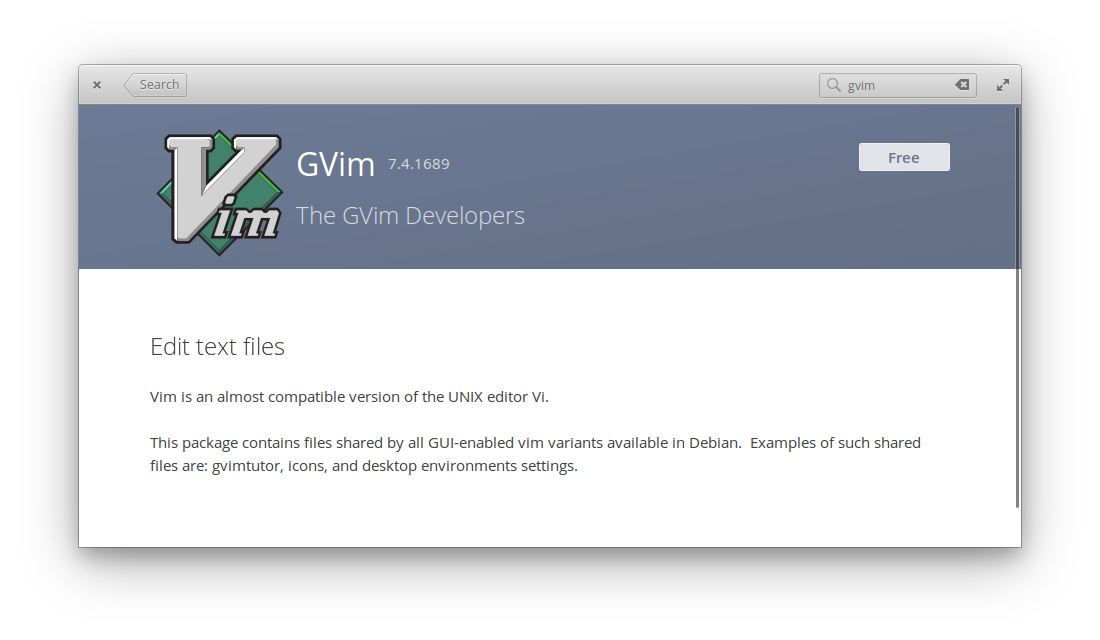 Search
gvim
Vim
GVim 7.4.1689
Free
The GVim Developers
Edit text files
Vim is an almost compatible version of the UNIX editor Vi.
This package contains files shared by all GUI-enabled vim variants available in Debian.  Examples of such shared
files are: gvimtutor, icons, and desktop environments settings.